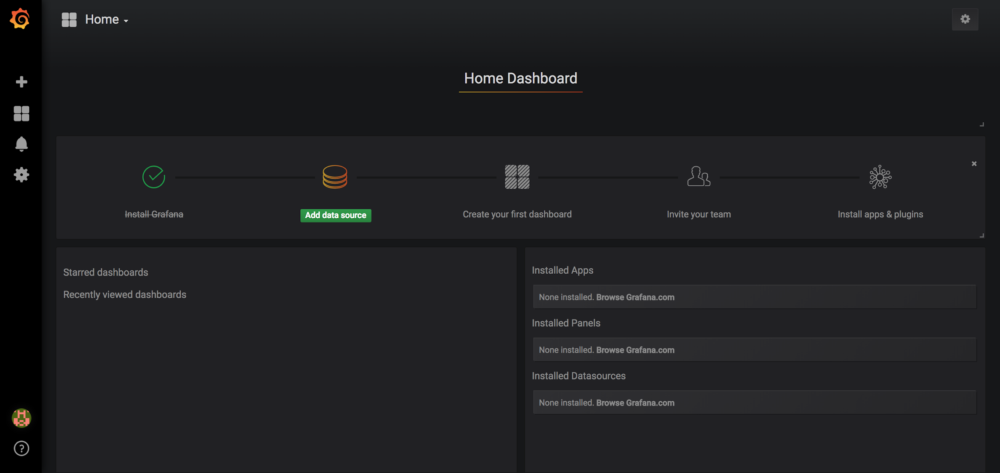 Home
Home Dashboard
Install Grafana
Add data source
Create your first dashboard
Invite your team
Install apps & plugins
Starred dashboards
Recently viewed dashboards
Installed Apps
None installed. Browse Grafana.com
Installed Panels
None installed. Browse Grafana.com
Installed Datasources
None installed. Browse Grafana.com
?